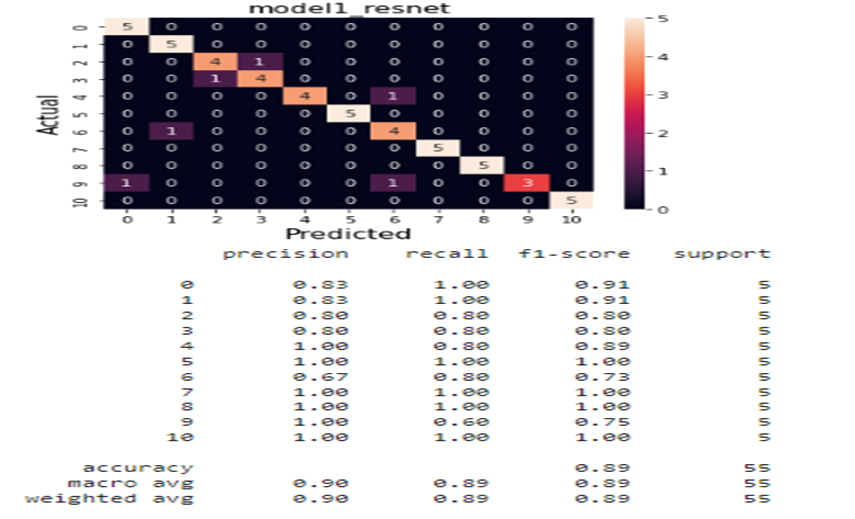 model1_resnet
0 5 0 0 0 0 0 0 0 0 0 0
1 0 5 0 0 0 0 0 0 0 0 0
2 0 0 4 1 0 0 0 0 0 0 0
3 0 0 1 4 0 0 0 0 0 0 0
4 0 0 0 0 4 0 1 0 0 0 0
5 0 0 0 0 0 5 0 0 0 0 0
6 0 1 0 0 0 0 4 0 0 0 0
7 0 0 0 0 0 0 0 5 0 0 0
8 0 0 0 0 0 0 0 0 5 0 0
9 1 0 0 0 0 0 1 0 0 3 0
10 0 0 0 0 0 0 0 0 0 0 5
Actual
0 1 2 3 4 5 6 7 8 9 10
Predicted
5
4
3
2
1
0
precision recall f1-score support
0 0.83 1.00 0.91 5
1 0.83 1.00 0.91 5
2 0.80 0.80 0.80 5
3 0.80 0.80 0.80 5
4 1.00 0.80 0.89 5
5 1.00 1.00 1.00 5
6 0.67 0.80 0.73 5
7 1.00 1.00 1.00 5
8 1.00 1.00 1.00 5
9 1.00 0.60 0.75 5
10 1.00 1.00 1.00 5
accuracy 0.89 55
macro avg 0.90 0.89 0.89 55
weighted avg 0.90 0.89 0.89 55